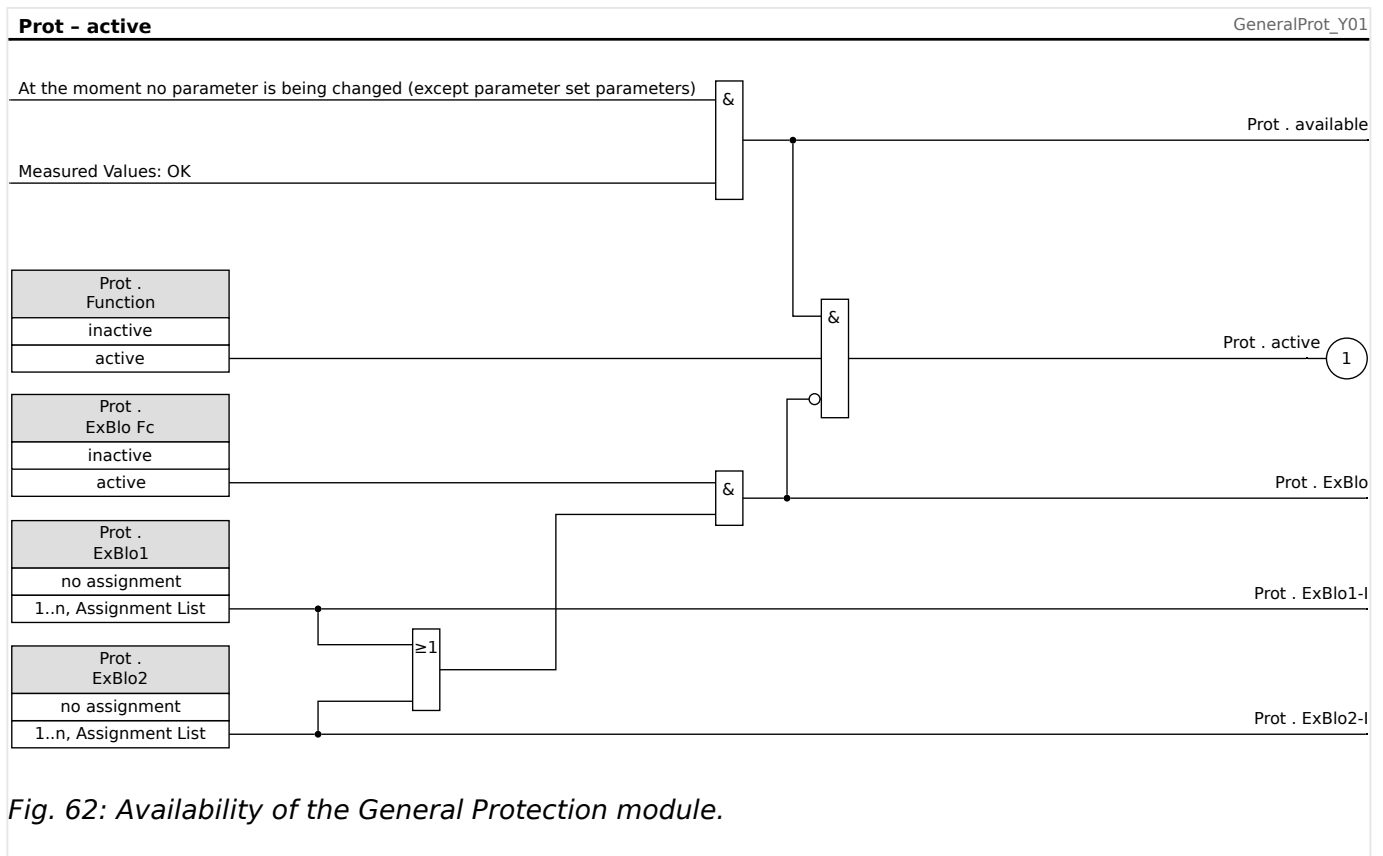 Prot – active
GeneralProt_Y01
At the moment no parameter is being changed (except parameter set parameters)
&
Prot . available
Measured Values: OK
Prot .
Function
inactive
active
&
Prot . active
1
Prot .
ExBlo Fc
inactive
active
&
Prot . ExBlo
Prot .
ExBlo1
no assignment
1..n, Assignment List
Prot . ExBlo1-I
≥1
Prot .
ExBlo2
no assignment
1..n, Assignment List
Prot . ExBlo2-I
Fig. 62: Availability of the General Protection module.